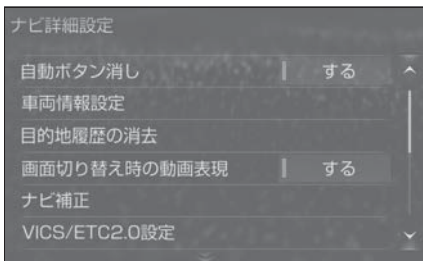 ナビ詳細設定
自動ボタン消し する
車両情報設定
目的地履歴の消去
画面切り替え時の動画表現 する
ナビ補正
VICS/ETC2.0設定